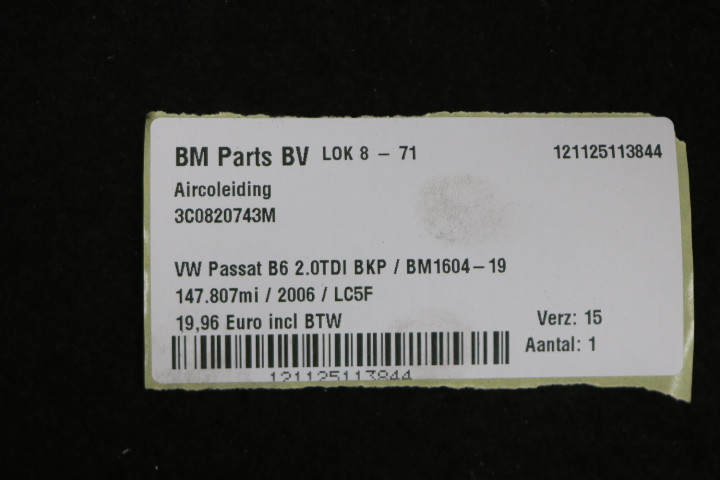 BM Parts BV LOK 8 – 71 121125113844
Aircoleiding
3C0820743M
VW Passat B6 2.0TDI BKP / BM1604–19
147.807mi / 2006 / LC5F
19,96 Euro incl BTW Verz: 15
Aantal: 1
121125113844